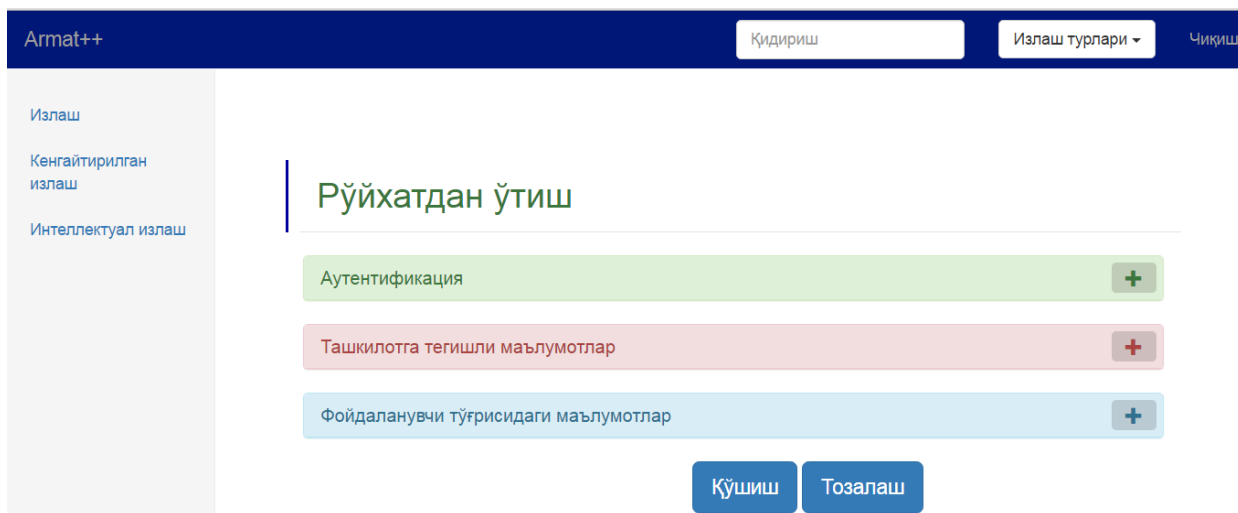 Armat++
Қидириш
Излаш турлари
Чиқиш
Излаш
Кенгайтирилган
излаш
Интеллектуал излаш
Рўйхатдан ўтиш
Аутентификация
Ташкилотга тегишли маълумотлар
Фойдаланувчи тўғрисидаги маълумотлар
Қўшиш
Тозалаш